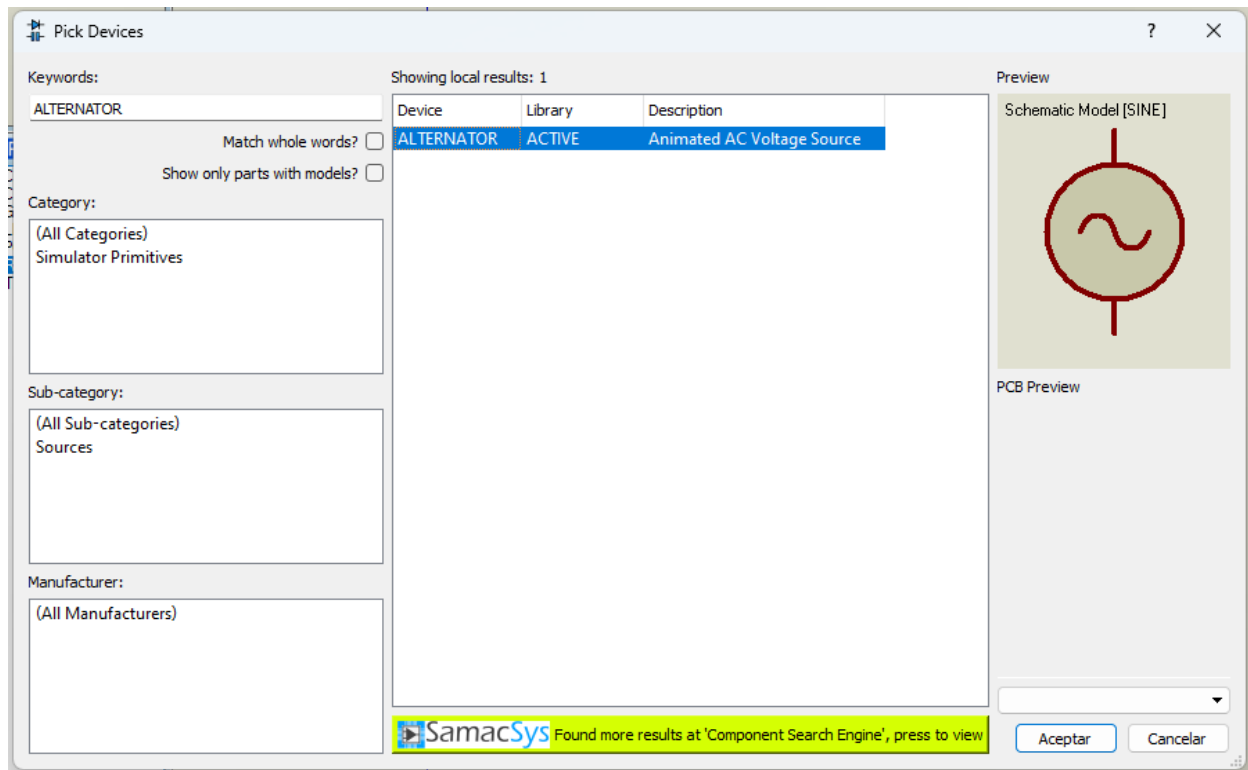 Pick Devices
?
Keywords:
ALTERNATOR
Match whole words?
Show only parts with models?
Category:
(All Categories)
Simulator Primitives
Sub-category:
(All Sub-categories)
Sources
Manufacturer:
(All Manufacturers)
Showing local results: 1
Device Library Description
ALTERNATOR ACTIVE Animated AC Voltage Source
SamacSys Found more results at 'Component Search Engine', press to view
Preview
Schematic Model [SINE]
PCB Preview
Aceptar Cancelar